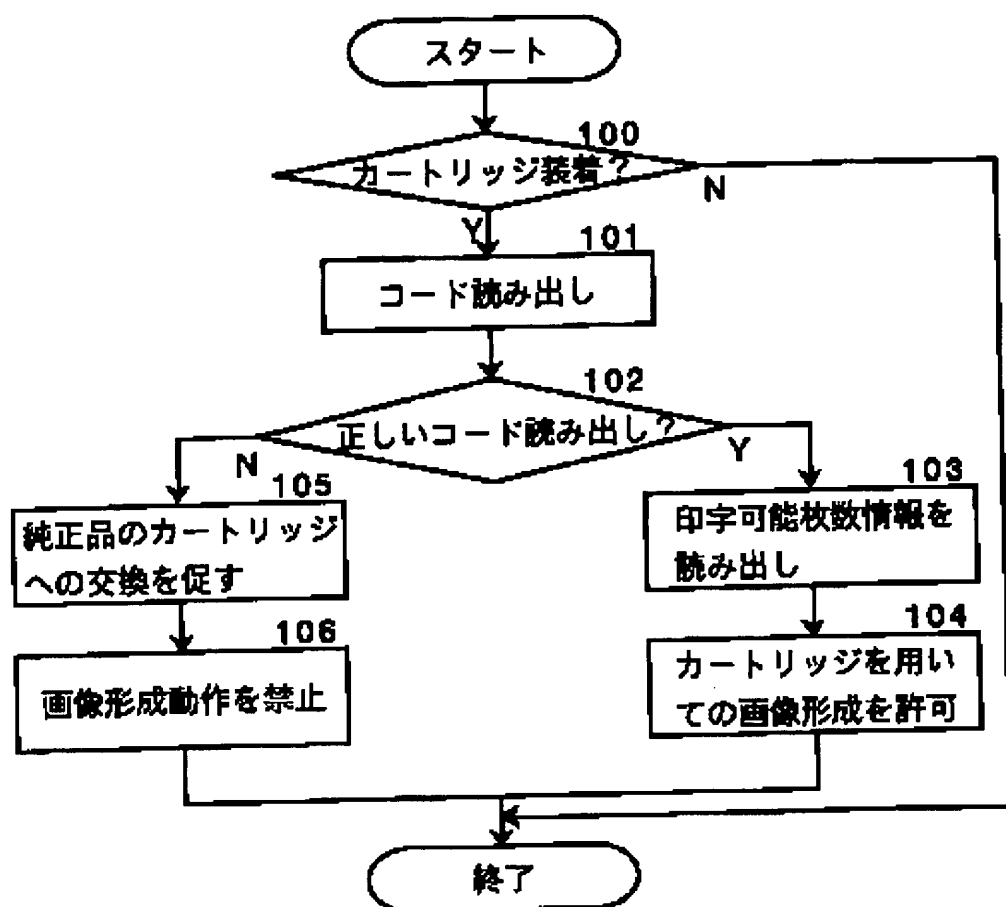 スタート
100
カートリッジ装着？
N
Y
101
コード読み出し
102
正しいコード読み出し？
N
Y
105
純正品のカートリッジ
への交換を促す
103
印字可能枚数情報を
読み出し
106
画像形成動作を禁止
104
カートリッジを用い
ての画像形成を許可
終了